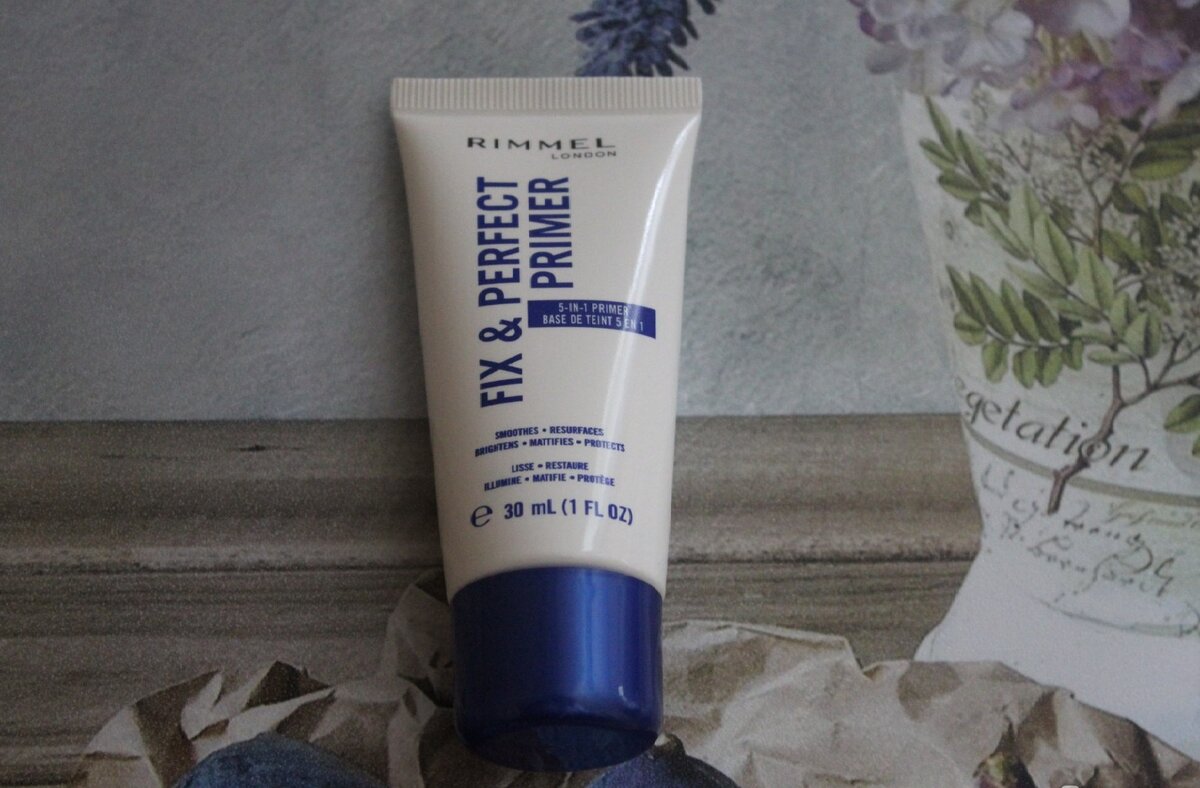 RIMMEL
LONDON
FIX & PERFECT
PRIMER
5-IN-1 PRIMER
BASE DE TEINT 5 EN 1
SMOOTHES • RESURFACES
BRIGHTENS • MATTIFIES • PROTECTS
LISSE • RESTAURE
ILLUMINE • MATIFIE • PROTÈGE
e 30 mL (1 FL OZ)
egetation